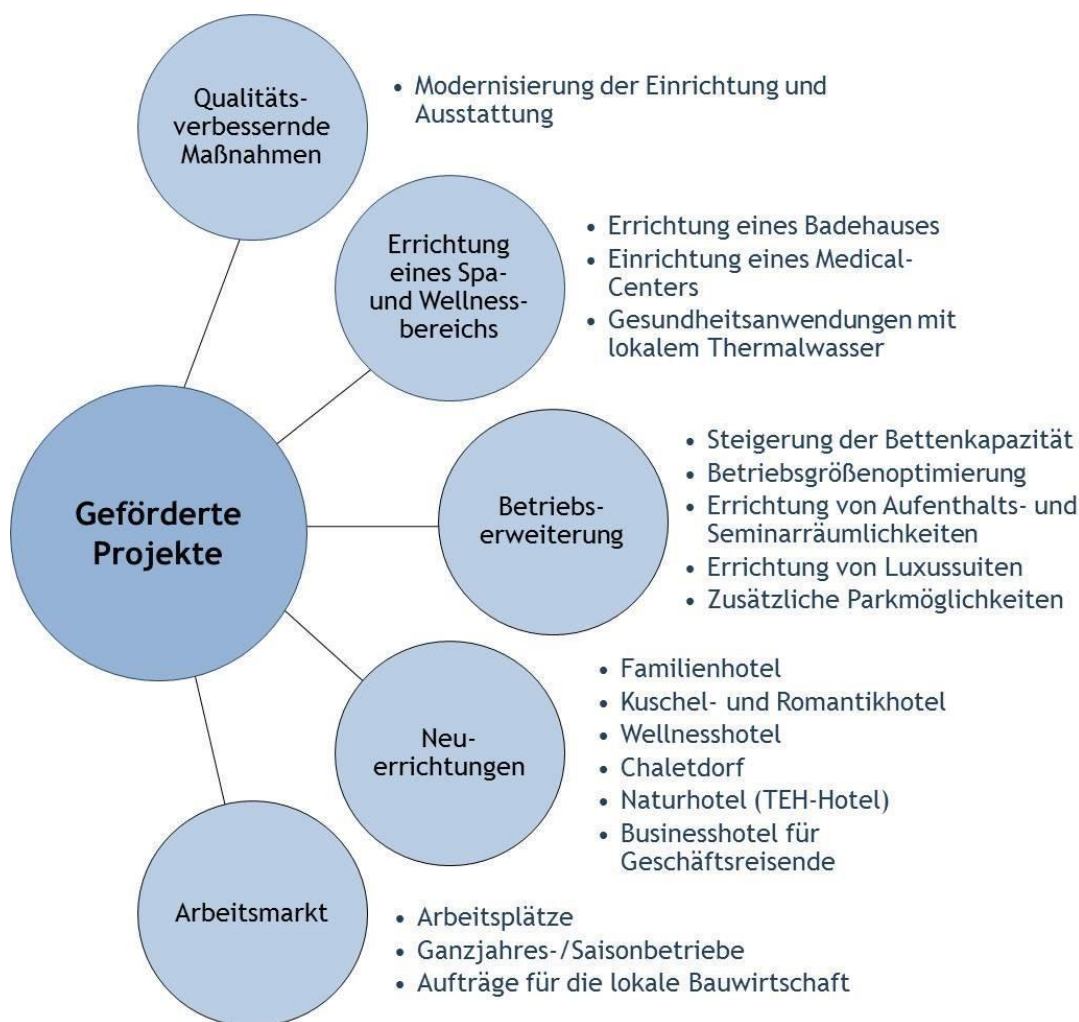 Qualitäts-
verbessernde
Maßnahmen
• Modernisierung der Einrichtung und
Ausstattung
Errichtung
eines Spa-
und Wellness-
bereichs
• Errichtung eines Badehauses
• Einrichtung eines Medical-
Centers
• Gesundheitsanwendungen mit
lokalem Thermalwasser
Geförderte
Projekte
Betriebs-
erweiterung
• Steigerung der Bettenkapazität
• Betriebsgrößenoptimierung
• Errichtung von Aufenthalts- und
Seminarräumlichkeiten
• Errichtung von Luxussuiten
• Zusätzliche Parkmöglichkeiten
Neu-
errichtungen
• Familienhotel
• Kuschel- und Romantikhotel
• Wellnesshotel
• Chaletdorf
• Naturhotel (TEH-Hotel)
• Businesshotel für
Geschäftsreisende
Arbeitsmarkt
• Arbeitsplätze
• Ganzjahres-/Saisonbetriebe
• Aufträge für die lokale Bauwirtschaft